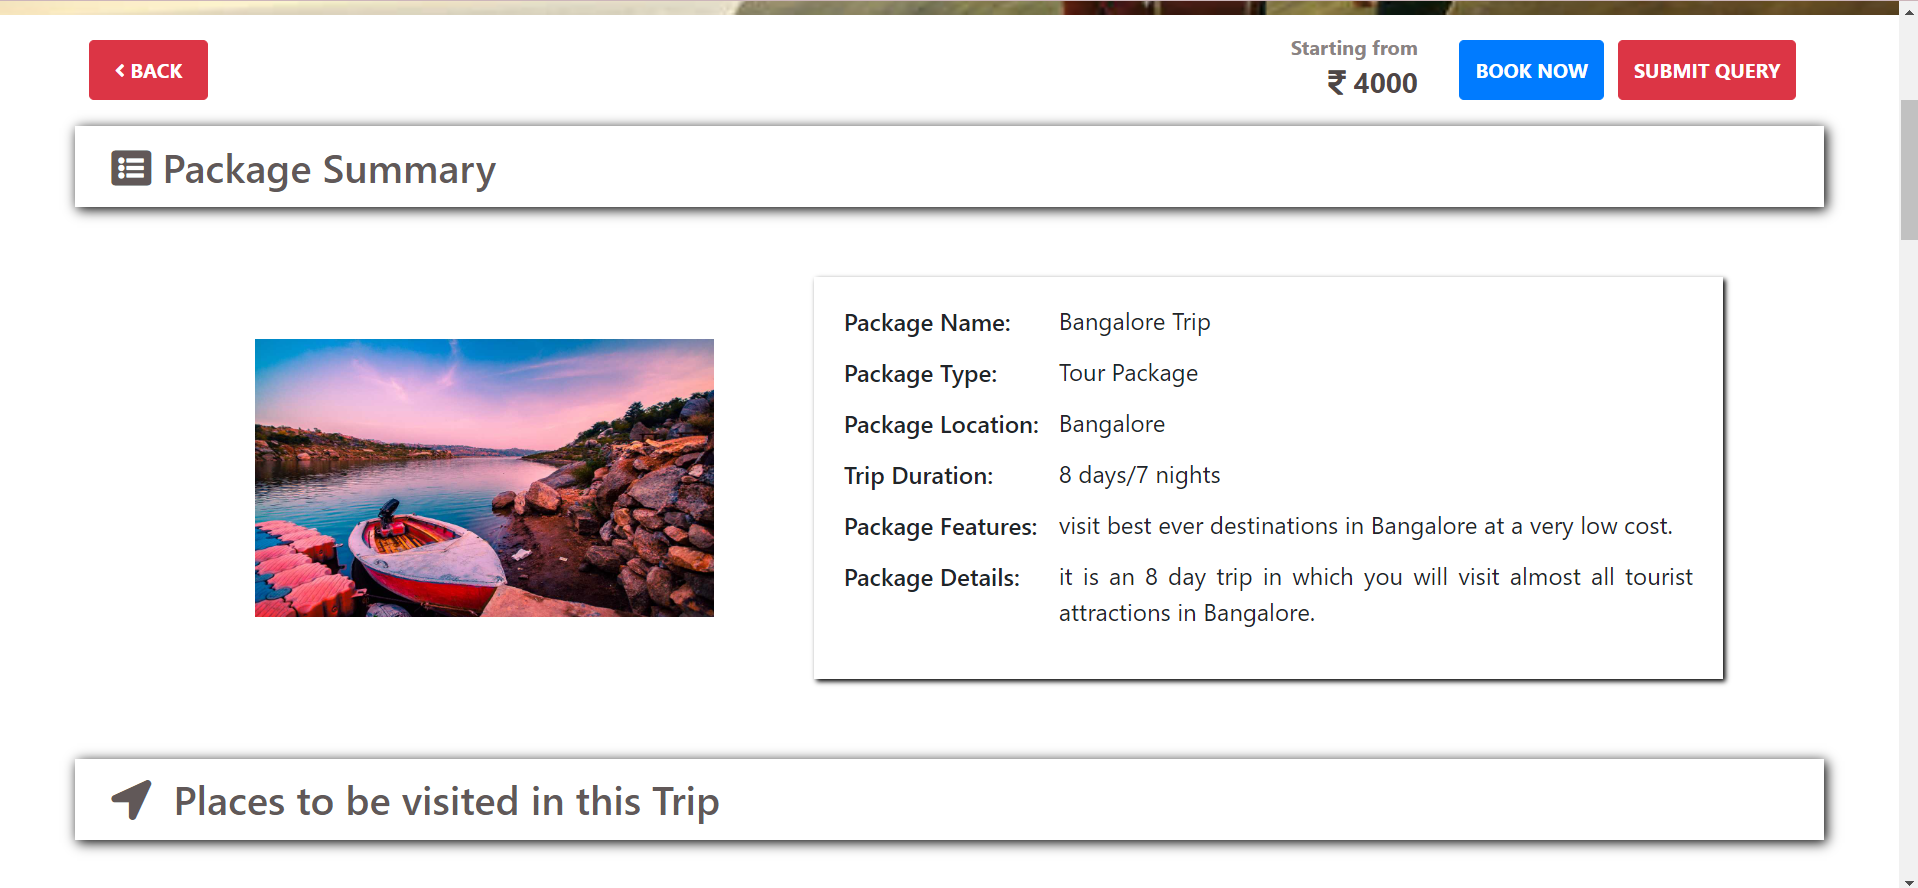 BACK
Starting from
₹ 4000
BOOK NOW
SUBMIT QUERY
Package Summary
Package Name: Bangalore Trip
Package Type: Tour Package
Package Location: Bangalore
Trip Duration: 8 days/7 nights
Package Features: visit best ever destinations in Bangalore at a very low cost.
Package Details: it is an 8 day trip in which you will visit almost all tourist
attractions in Bangalore.
Places to be visited in this Trip